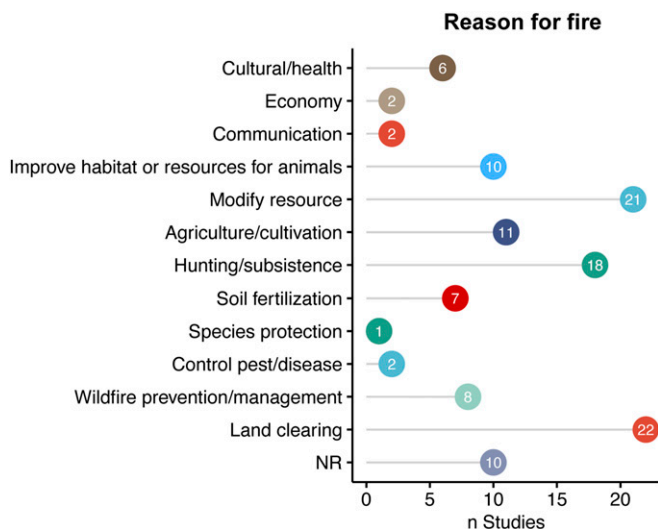 Reason for fire
Cultural/health 6
Economy 2
Communication 2
Improve habitat or resources for animals 10
Modify resource 21
Agriculture/cultivation 11
Hunting/subsistence 18
Soil fertilization 7
Species protection 1
Control pest/disease 2
Wildfire prevention/management 8
Land clearing 22
NR 10
0 5 10 15 20
n Studies